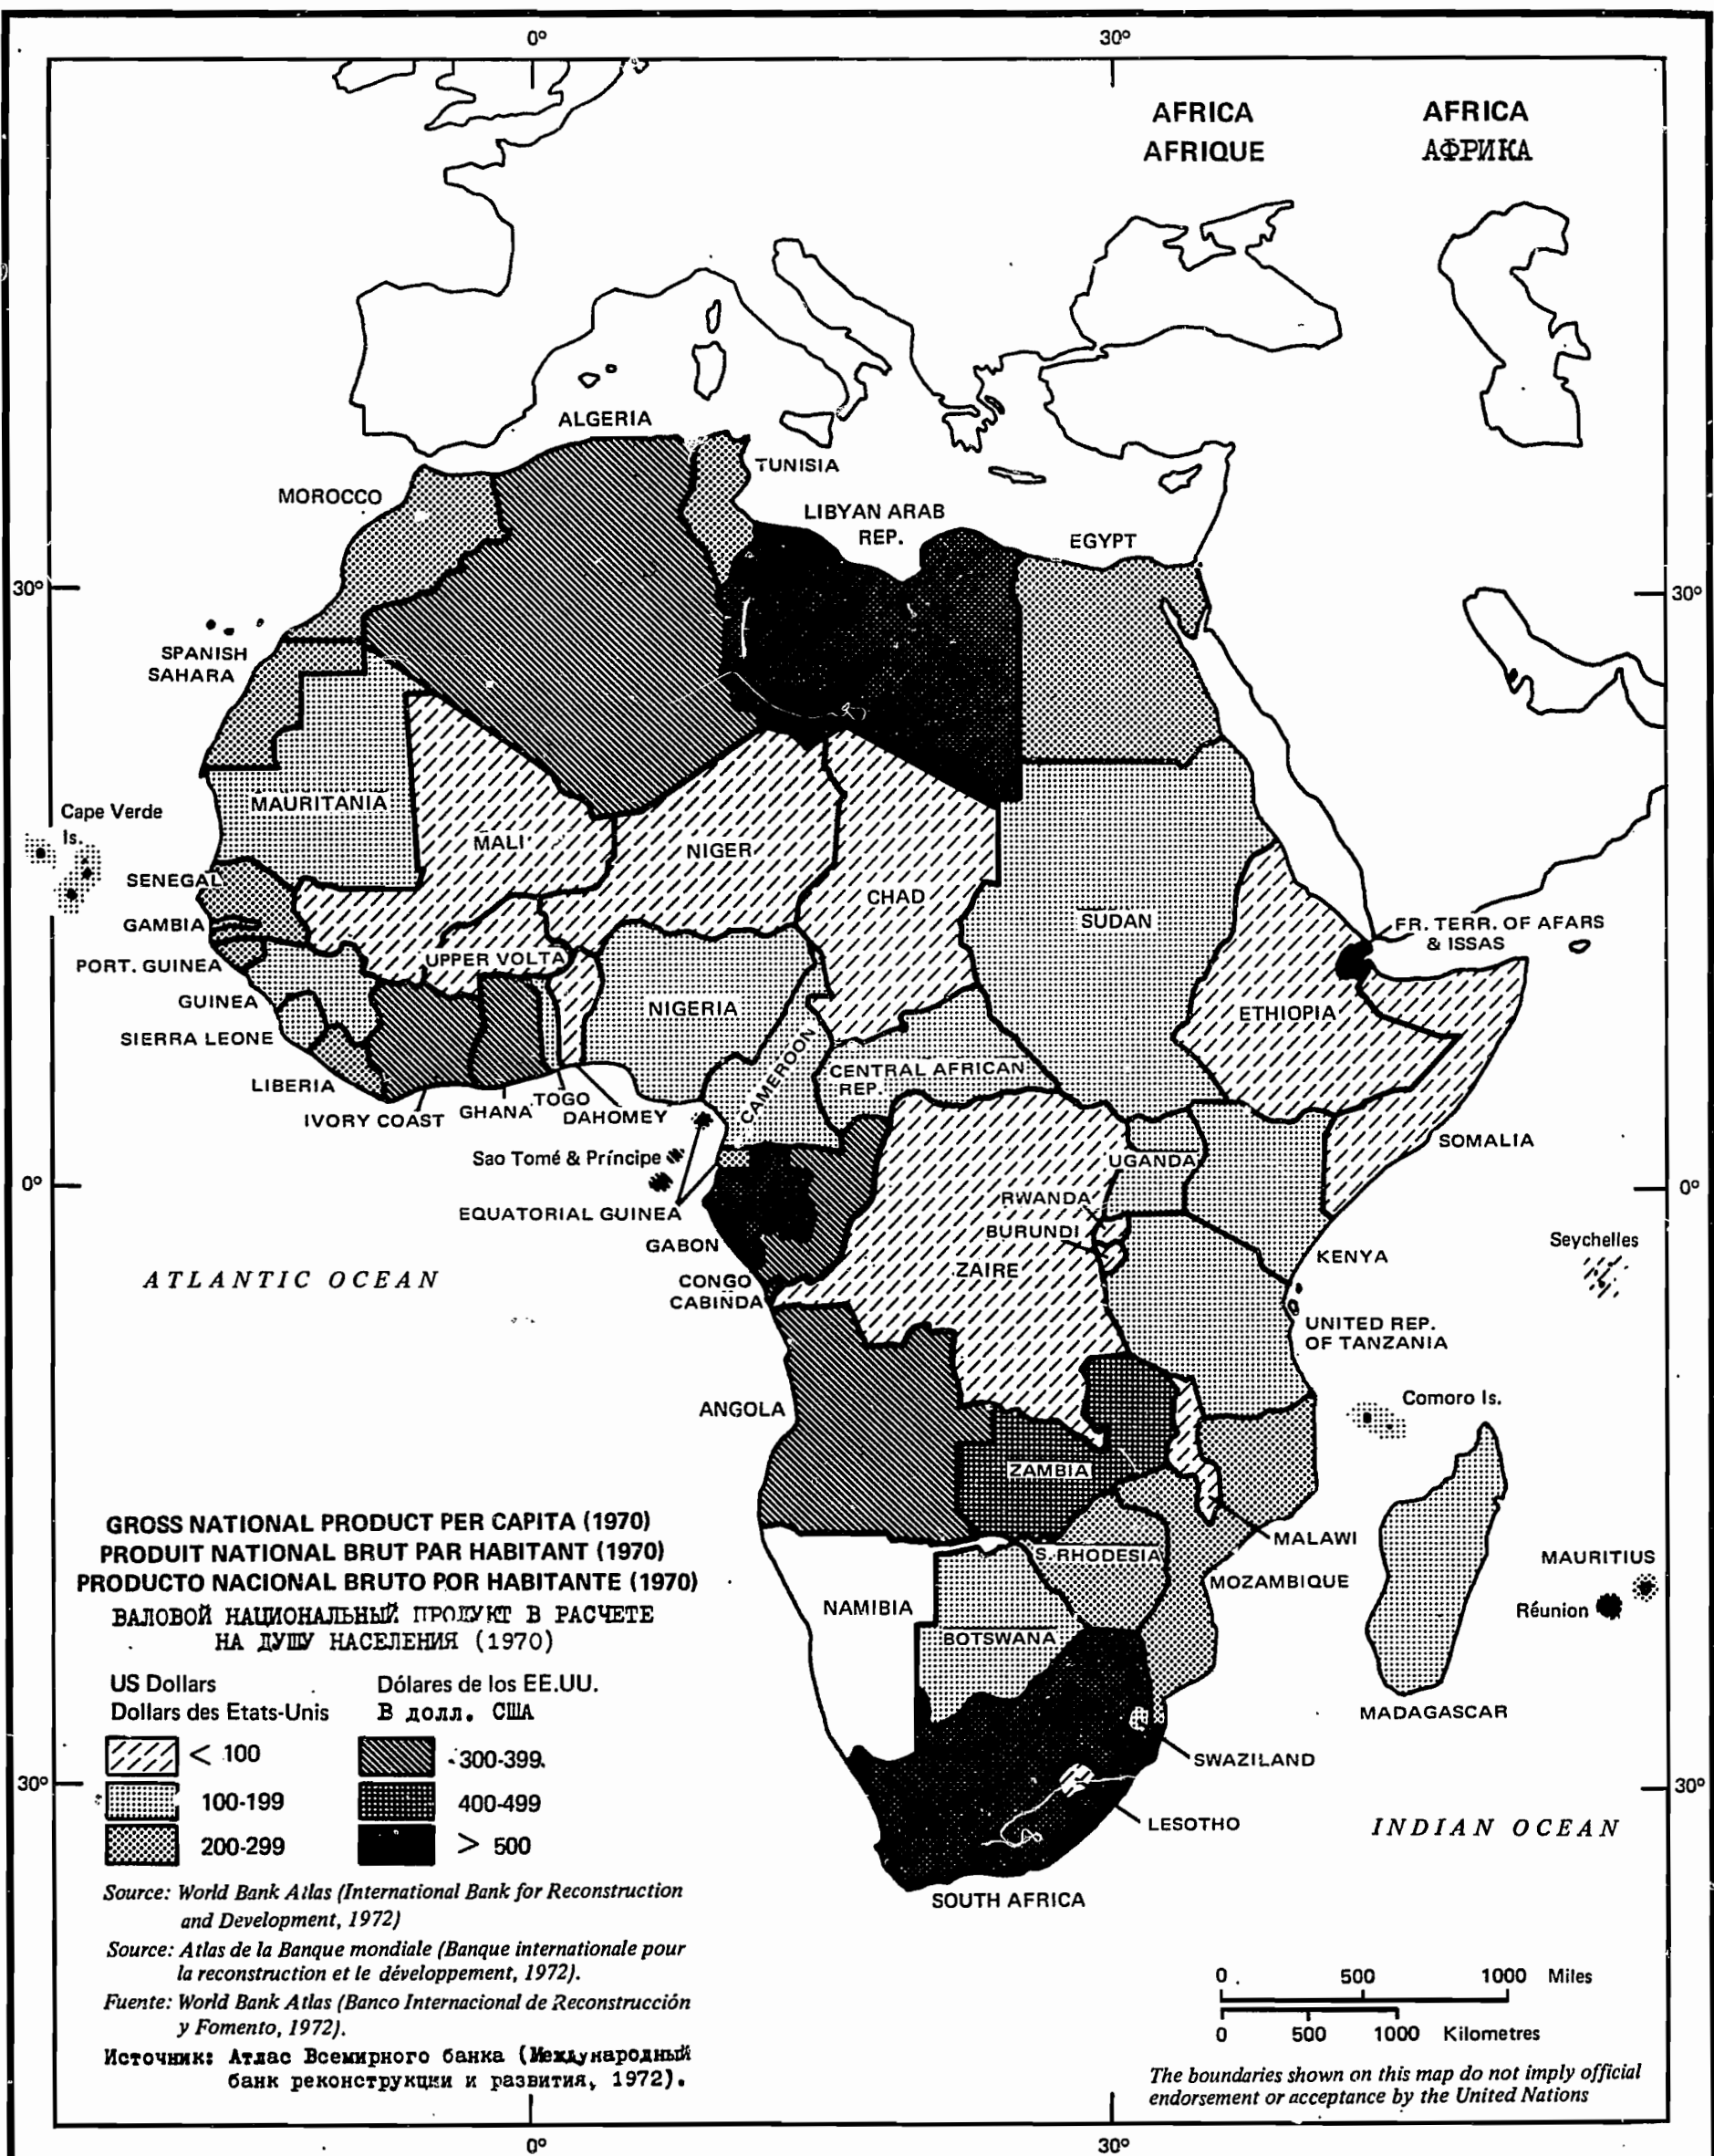 0° 30°
AFRICA AFRICA
AFRIQUE АФРИКА
ALGERIA
TUNISIA
MOROCCO
LIBYAN ARAB
REP.
EGYPT
30° 30°
SPANISH
SAHARA
MAURITANIA
Cape Verde
Is.
MALI
NIGER
CHAD
SENEGAL
SUDAN
GAMBIA
FR. TERR. OF AFARS
& ISSAS
PORT. GUINEA
UPPER VOLTA
GUINEA
NIGERIA
ETHIOPIA
SIERRA LEONE
CAMEROON
CENTRAL AFRICAN
REP.
LIBERIA
IVORY COAST
GHANA
TOGO
DAHOMEY
SOMALIA
Sao Tomé & Príncipe
UGANDA
0° 0°
RWANDA
EQUATORIAL GUINEA
BURUNDI
GABON
KENYA
Seychelles
ZAIRE
ATLANTIC OCEAN
CONGO
CABINDA
UNITED REP.
OF TANZANIA
ANGOLA
Comoro Is.
ZAMBIA
MALAWI
S. RHODESIA
MAURITIUS
MOZAMBIQUE
NAMIBIA
Réunion
BOTSWANA
MADAGASCAR
SWAZILAND
30° 30°
LESOTHO
INDIAN OCEAN
SOUTH AFRICA
GROSS NATIONAL PRODUCT PER CAPITA (1970)
PRODUIT NATIONAL BRUT PAR HABITANT (1970)
PRODUCTO NACIONAL BRUTO POR HABITANTE (1970)
ВАЛОВОЙ НАЦИОНАЛЬНЫЙ ПРОДУКТ В РАСЧЕТЕ
НА ДУШУ НАСЕЛЕНИЯ (1970)
US Dollars Dólares de los EE.UU.
Dollars des Etats-Unis В долл. США
< 100 300-399
100-199 400-499
200-299 > 500
Source: World Bank Atlas (International Bank for Reconstruction
and Development, 1972)
Source: Atlas de la Banque mondiale (Banque internationale pour
la reconstruction et le développement, 1972).
Fuente: World Bank Atlas (Banco Internacional de Reconstrucción
y Fomento, 1972).
Источник: Атлас Всемирного банка (Международный
банк реконструкции и развития, 1972).
0 500 1000 Miles
0 500 1000 Kilometres
The boundaries shown on this map do not imply official
endorsement or acceptance by the United Nations
0° 30°